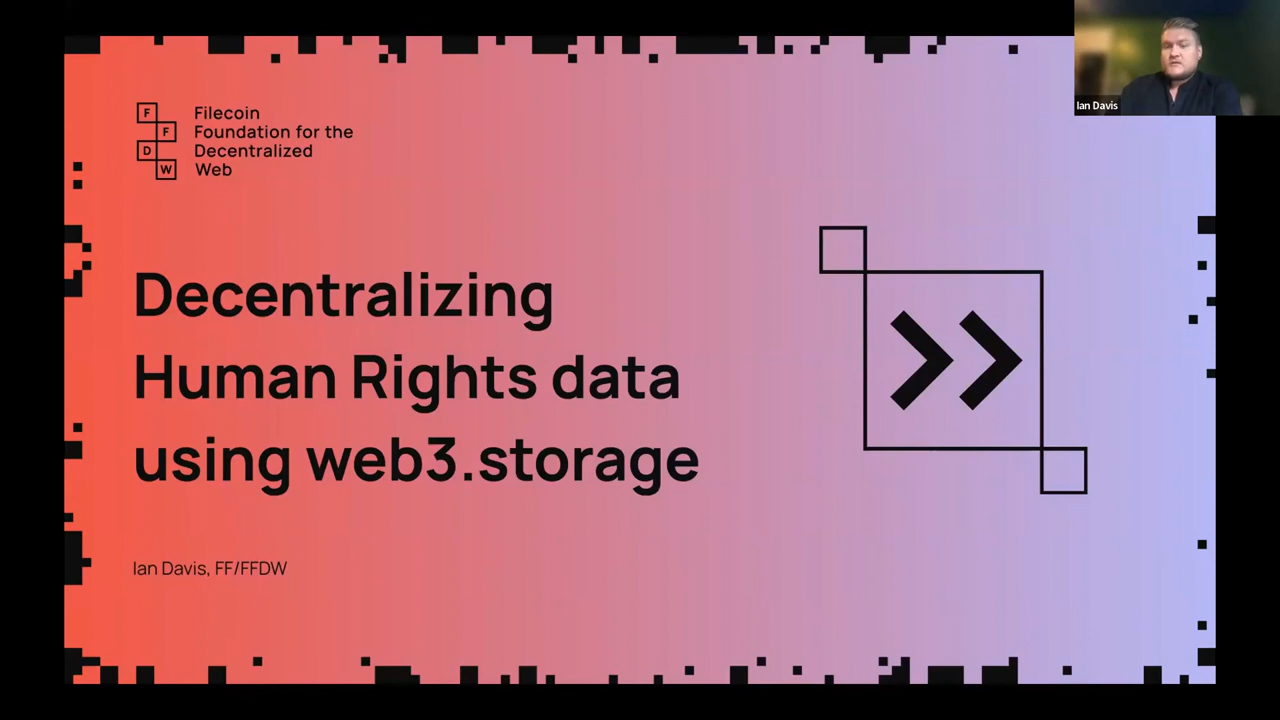 F
F
D
W
Filecoin
Foundation for the
Decentralized
Web
Decentralizing
Human Rights data
using web3.storage
Ian Davis, FF/FFDW
Ian Davis